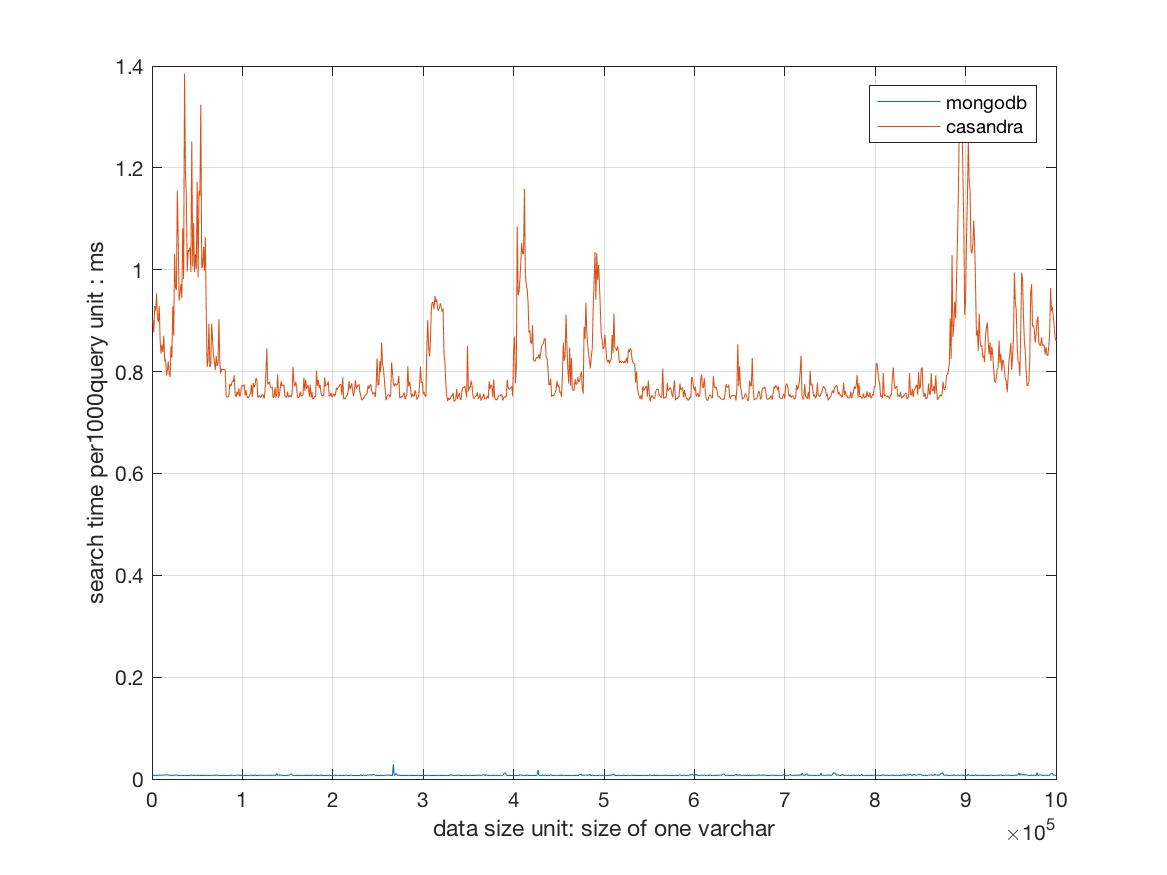 1.4
1.2
1
0.8
0.6
0.4
0.2
0
search time per1000query unit : ms
mongodb
casandra
0 1 2 3 4 5 6 7 8 9 10
data size unit: size of one varchar
×10^5